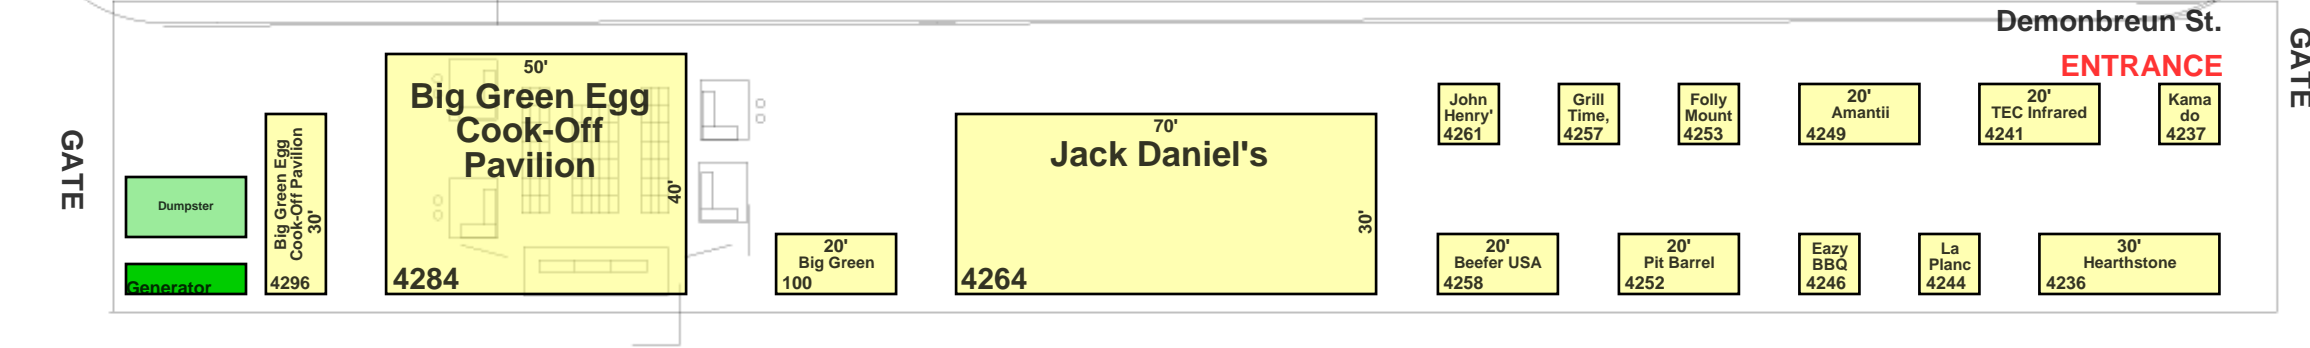 Demonbreun St.
ENTRANCE
GATE
GATE
Dumpster
Generator
Big Green Egg
Cook-Off Pavilion
30'
4296
50'
Big Green Egg
Cook-Off
Pavilion
40'
4284
20'
Big Green
100
70'
Jack Daniel's
30'
4264
John
Henry'
4261
Grill
Time,
4257
Folly
Mount
4253
20'
Amantii
4249
20'
TEC Infrared
4241
Kama
do
4237
20'
Beefer USA
4258
20'
Pit Barrel
4252
Eazy
BBQ
4246
La
Planc
4244
30'
Hearthstone
4236